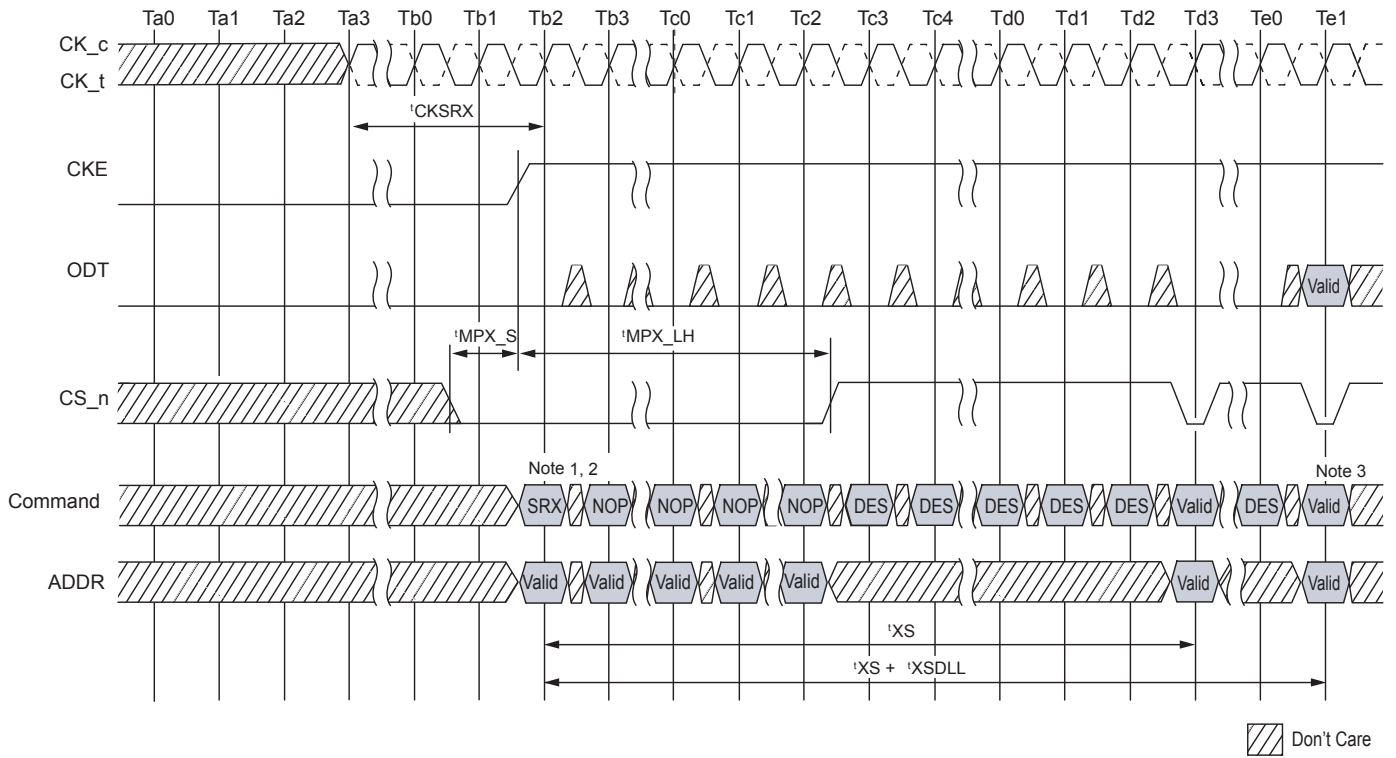 Ta0 Ta1 Ta2 Ta3 Tb0 Tb1 Tb2 Tb3 Tc0 Tc1 Tc2 Tc3 Tc4 Td0 Td1 Td2 Td3 Te0 Te1
CK_c
CK_t
tCKSRX
CKE
ODT
Valid
tMPX_S tMPX_LH
CS_n
Note 1, 2 Note 3
Command SRX NOP NOP NOP NOP DES DES DES DES DES Valid DES Valid
ADDR Valid Valid Valid Valid Valid Valid Valid
tXS
tXS + tXSDLL
Don't Care